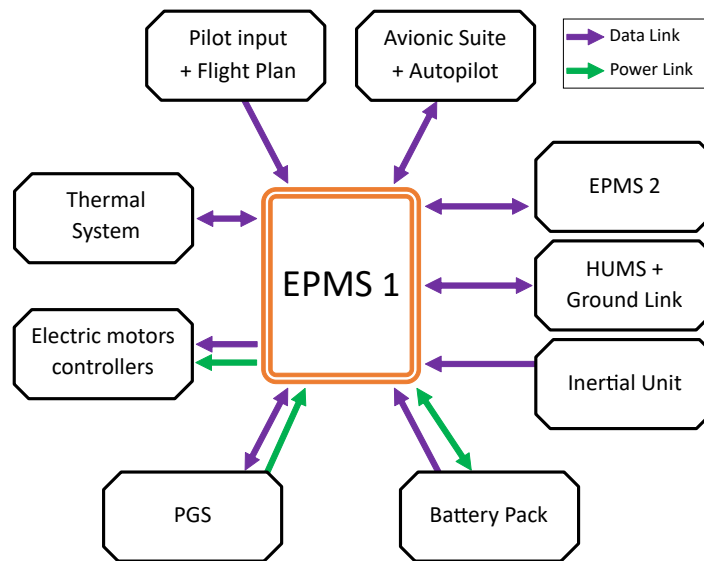 Pilot input
+ Flight Plan
Avionic Suite
+ Autopilot
Data Link
Power Link
Thermal
System
EPMS 2
EPMS 1
HUMS +
Ground Link
Electric motors
controllers
Inertial Unit
PGS
Battery Pack